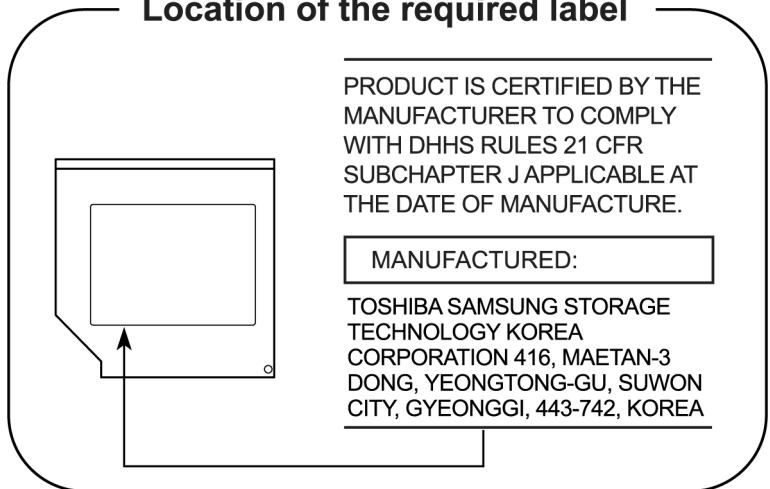 Location of the required label
PRODUCT IS CERTIFIED BY THE
MANUFACTURER TO COMPLY
WITH DHHS RULES 21 CFR
SUBCHAPTER J APPLICABLE AT
THE DATE OF MANUFACTURE.
MANUFACTURED:
TOSHIBA SAMSUNG STORAGE
TECHNOLOGY KOREA
CORPORATION 416, MAETAN-3
DONG, YEONGTONG-GU, SUWON
CITY, GYEONGGI, 443-742, KOREA